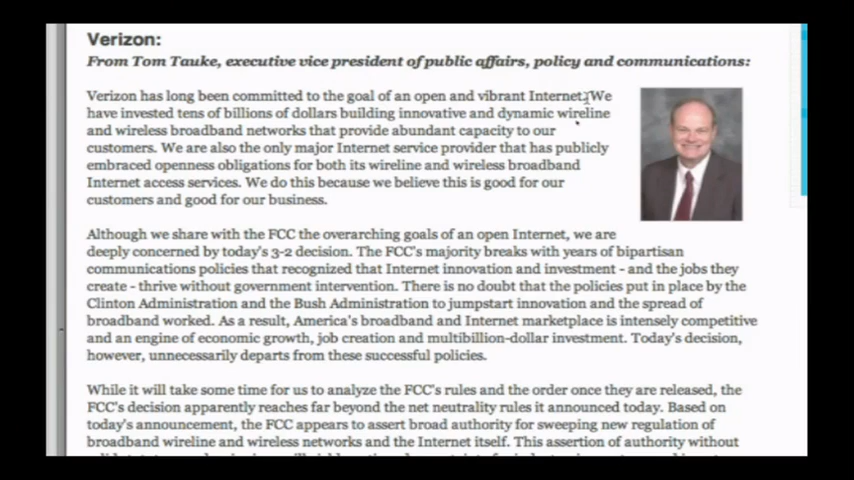 Verizon:
From Tom Tauke, executive vice president of public affairs, policy and communications:
Verizon has long been committed to the goal of an open and vibrant Internet. We
have invested tens of billions of dollars building innovative and dynamic wireline
and wireless broadband networks that provide abundant capacity to our
customers. We are also the only major Internet service provider that has publicly
embraced openness obligations for both its wireline and wireless broadband
Internet access services. We do this because we believe this is good for our
customers and good for our business.
Although we share with the FCC the overarching goals of an open Internet, we are
deeply concerned by today's 3-2 decision. The FCC's majority breaks with years of bipartisan
communications policies that recognized that Internet innovation and investment - and the jobs they
create - thrive without government intervention. There is no doubt that the policies put in place by the
Clinton Administration and the Bush Administration to jumpstart innovation and the spread of
broadband worked. As a result, America's broadband and Internet marketplace is intensely competitive
and an engine of economic growth, job creation and multibillion-dollar investment. Today's decision,
however, unnecessarily departs from these successful policies.
While it will take some time for us to analyze the FCC's rules and the order once they are released, the
FCC's decision apparently reaches far beyond the net neutrality rules it announced today. Based on
today's announcement, the FCC appears to assert broad authority for sweeping new regulation of
broadband wireline and wireless networks and the Internet itself. This assertion of authority without